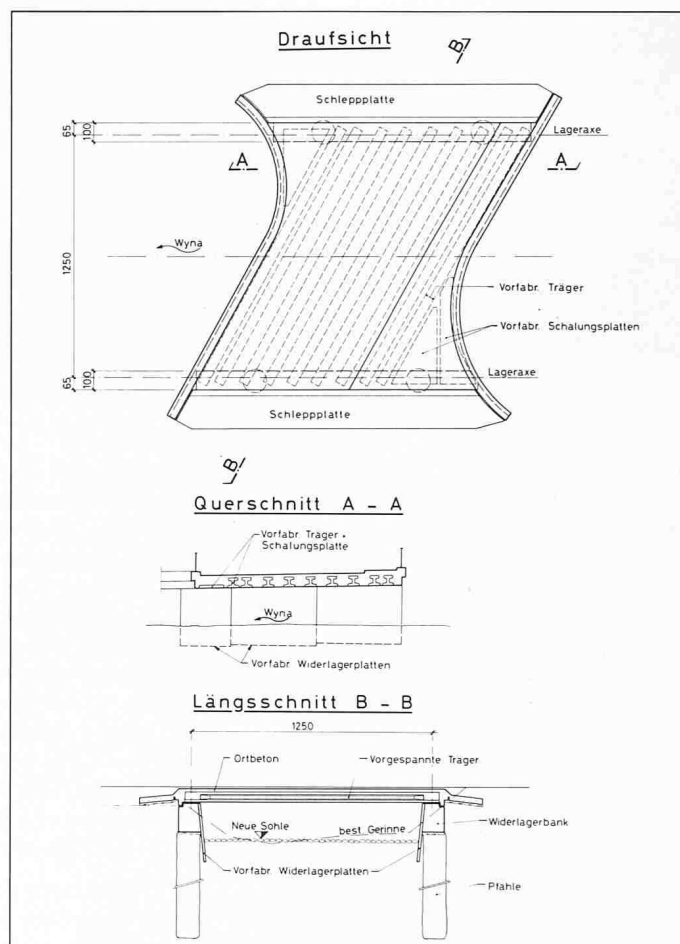 Draufsicht
B
Schleppplatte
65
100
Lageraxe
A
A
Wyna
1250
Vorfabr. Träger
Vorfabr. Schalungsplatten
65
100
Lageraxe
Schleppplatte
B
Querschnitt A - A
Vorfabr. Träger +
Schalungsplatte
Wyna
Vorfabr. Widerlagerplatten
Längsschnitt B - B
1250
Ortbeton
Vorgespannte Träger
Neue Sohle
best. Gerinne
Widerlagerbank
Vorfabr. Widerlagerplatten
Pfähle